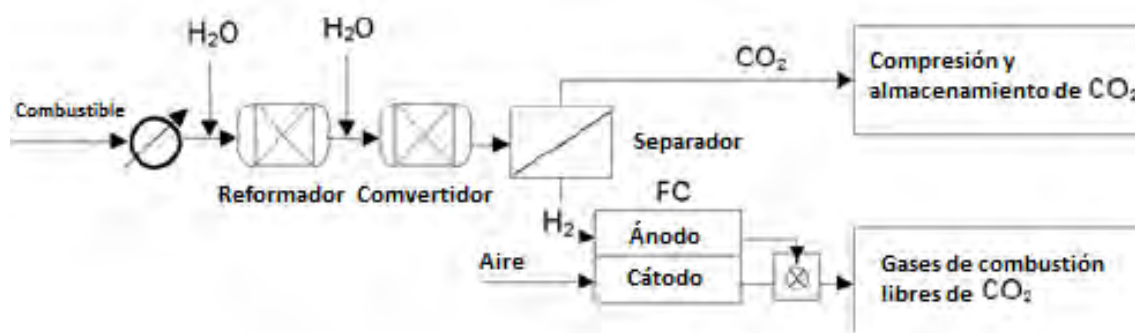 H₂O
H₂O
CO₂
Compresión y
almacenamiento de CO₂
Combustible
Separador
Reformador
Comvertidor
FC
H₂
Ánodo
Aire
Cátodo
Gases de combustión
libres de CO₂